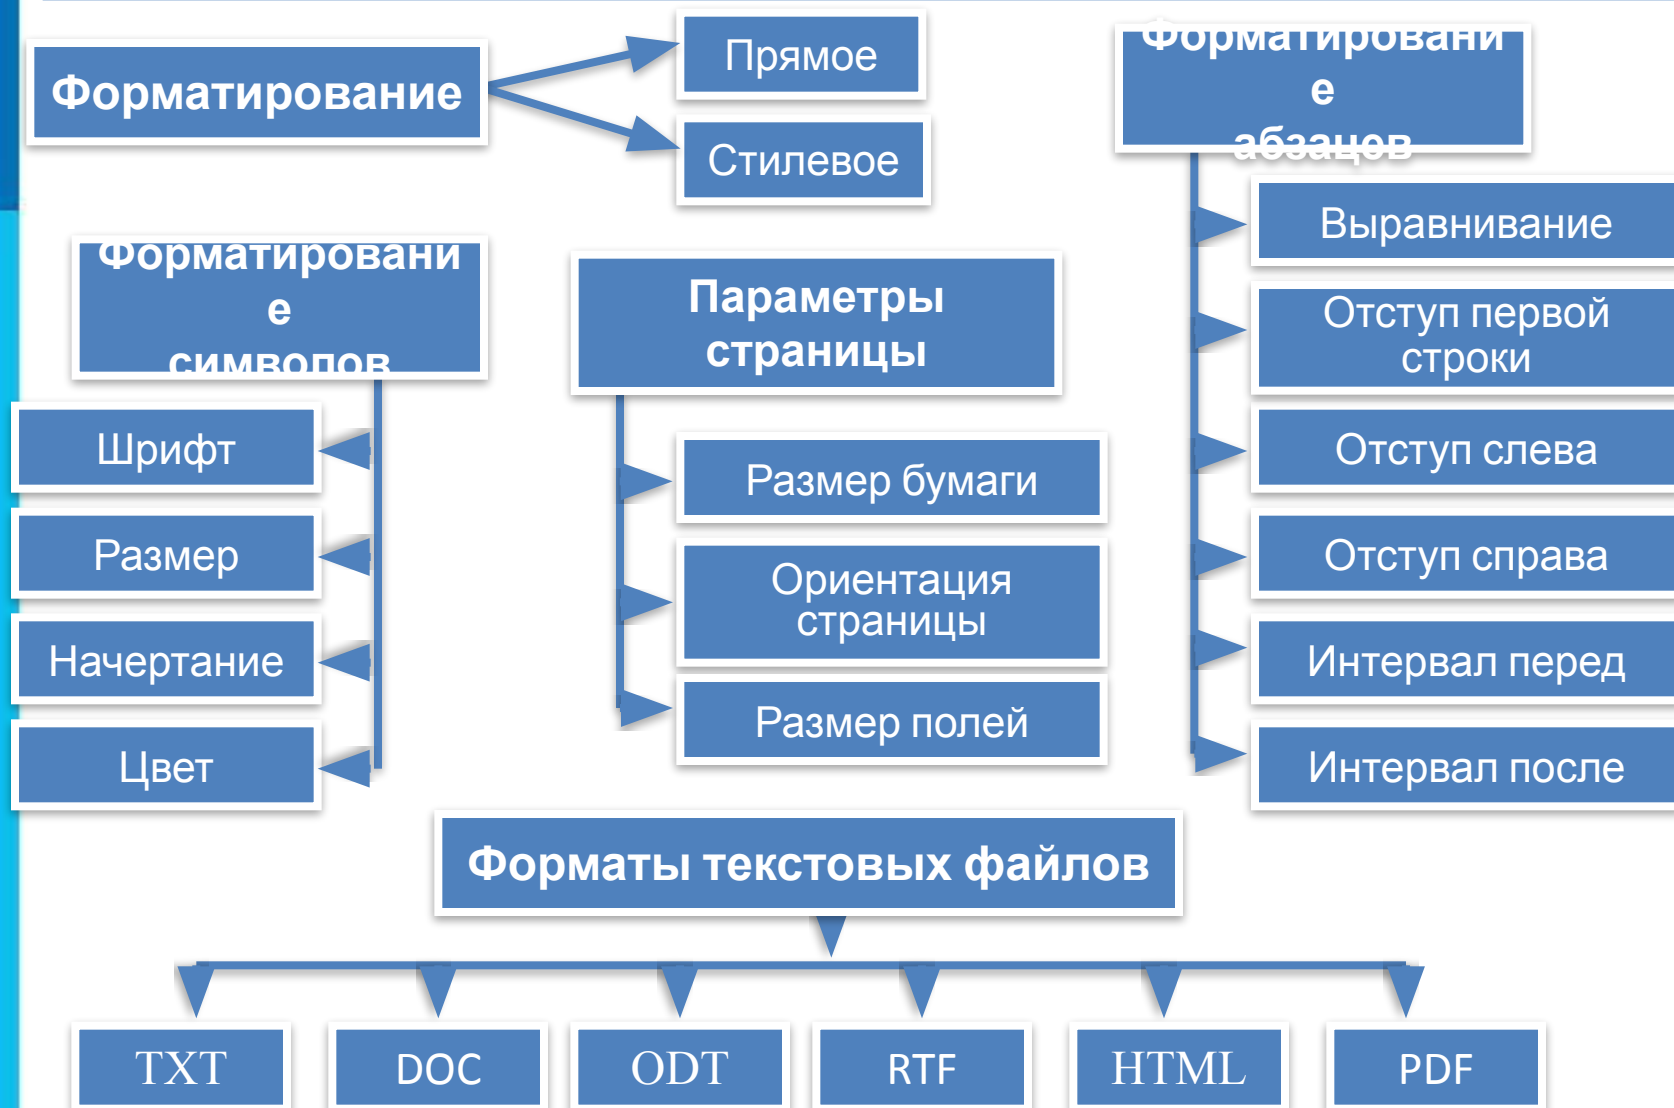 Форматирование
Прямое
Стилевое
Форматировани
е
абзацев
Выравнивание
Отступ первой
строки
Отступ слева
Отступ справа
Интервал перед
Интервал после
Форматировани
е
символов
Шрифт
Размер
Начертание
Цвет
Параметры
страницы
Размер бумаги
Ориентация
страницы
Размер полей
Форматы текстовых файлов
TXT
DOC
ODT
RTF
HTML
PDF